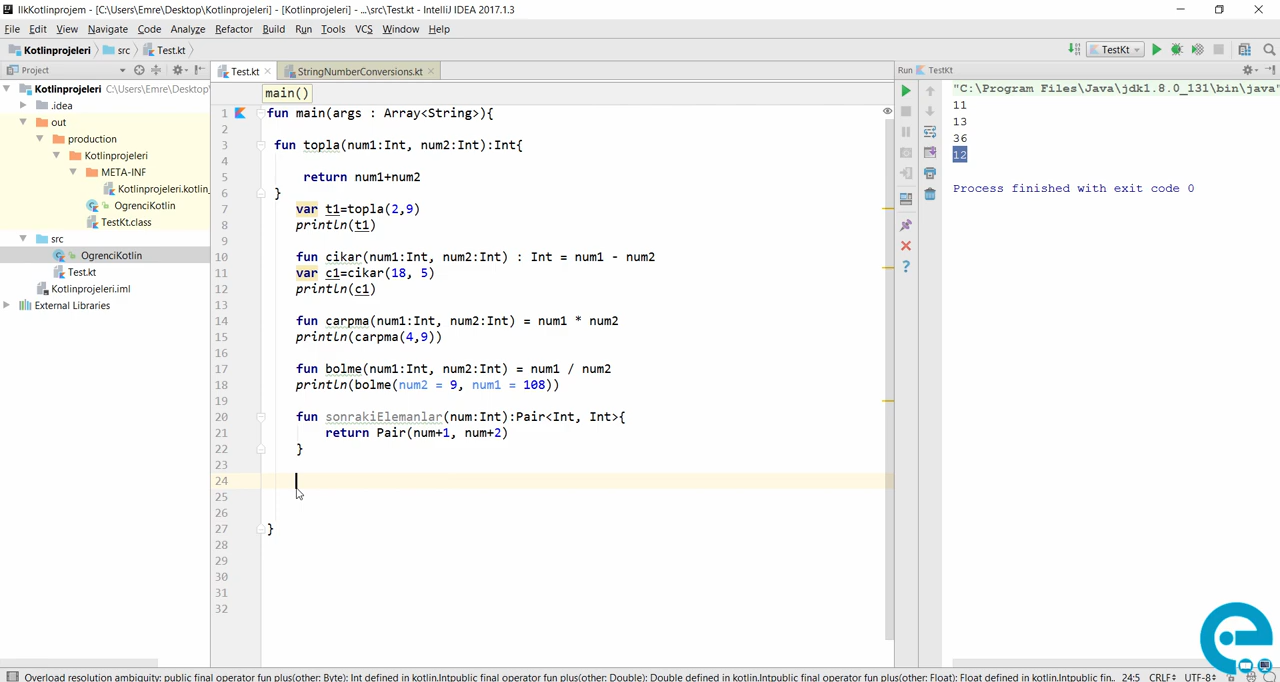 IlkKotlinprojem - [C:\Users\Emre\Desktop\Kotlinprojeleri] - [Kotlinprojeleri] - ...\src\Test.kt - IntelliJ IDEA 2017.1.3
File Edit View Navigate Code Analyze Refactor Build Run Tools VCS Window Help
Kotlinprojeleri src Test.kt TestKt
Project Test.kt StringNumberConversions.kt Run TestKt
main()
Kotlinprojeleri C:\Users\Emre\Desktop
.idea
out
production
Kotlinprojeleri
META-INF
Kotlinprojeleri.kotlin_
OgrenciKotlin
TestKt.class
src
OgrenciKotlin
Test.kt
Kotlinprojeleri.iml
External Libraries
1 fun main(args : Array<String>){
2
3 fun topla(num1:Int, num2:Int):Int{
4
5 return num1+num2
6 }
7 var t1=topla(2,9)
8 println(t1)
9
10 fun cikar(num1:Int, num2:Int) : Int = num1 - num2
11 var c1=cikar(18, 5)
12 println(c1)
13
14 fun carpma(num1:Int, num2:Int) = num1 * num2
15 println(carpma(4,9))
16
17 fun bolme(num1:Int, num2:Int) = num1 / num2
18 println(bolme(num2 = 9, num1 = 108))
19
20 fun sonrakiElemanlar(num:Int):Pair<Int, Int>{
21 return Pair(num+1, num+2)
22 }
23
24
25
26
27 }
28
29
30
31
32
"C:\Program Files\Java\jdk1.8.0_131\bin\java"
11
13
36
12
Process finished with exit code 0
Overload resolution ambiguity: public final operator fun plus(other: Byte): Int defined in kotlin.Intpublic final operator fun plus(other: Double): Double defined in kotlin.Intpublic final operator fun plus(other: Float): Float defined in kotlin.Intpublic fin.. 24:5 CRLF÷ UTF-8÷